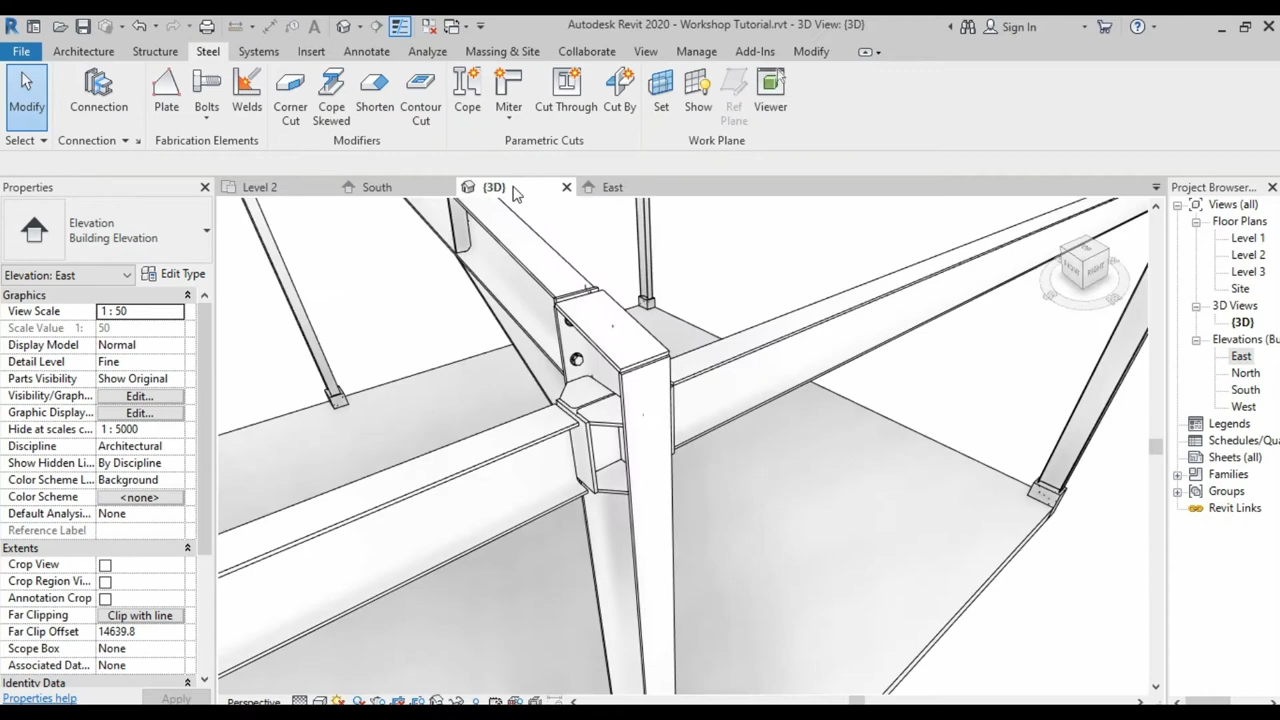 Autodesk Revit 2020 - Workshop Tutorial.rvt - 3D View: {3D}
Sign In
File Architecture Structure Steel Systems Insert Annotate Analyze Massing & Site Collaborate View Manage Add-Ins Modify
Modify Connection Plate Bolts Welds Corner Cut Cope Skewed Shorten Contour Cut Cope Miter Cut Through Cut By Set Show Ref Plane Viewer
Select Connection Fabrication Elements Modifiers Parametric Cuts Work Plane
Properties
Level 2 South {3D} East
Project Browser...
Elevation
Building Elevation
Elevation: East Edit Type
Graphics
View Scale 1 : 50
Scale Value 1: 50
Display Model Normal
Detail Level Fine
Parts Visibility Show Original
Visibility/Graph... Edit...
Graphic Display... Edit...
Hide at scales c... 1 : 5000
Discipline Architectural
Show Hidden Li... By Discipline
Color Scheme L... Background
Color Scheme <none>
Default Analysi... None
Reference Label
Extents
Crop View
Crop Region Vi...
Annotation Crop
Far Clipping Clip with line
Far Clip Offset 14639.8
Scope Box None
Associated Dat... None
Identity Data
Properties help Apply
Perspective
TOP
FRONT
RIGHT
Views (all)
Floor Plans
Level 1
Level 2
Level 3
Site
3D Views
{3D}
Elevations (Bu
East
North
South
West
Legends
Schedules/Qua
Sheets (all)
Families
Groups
Revit Links